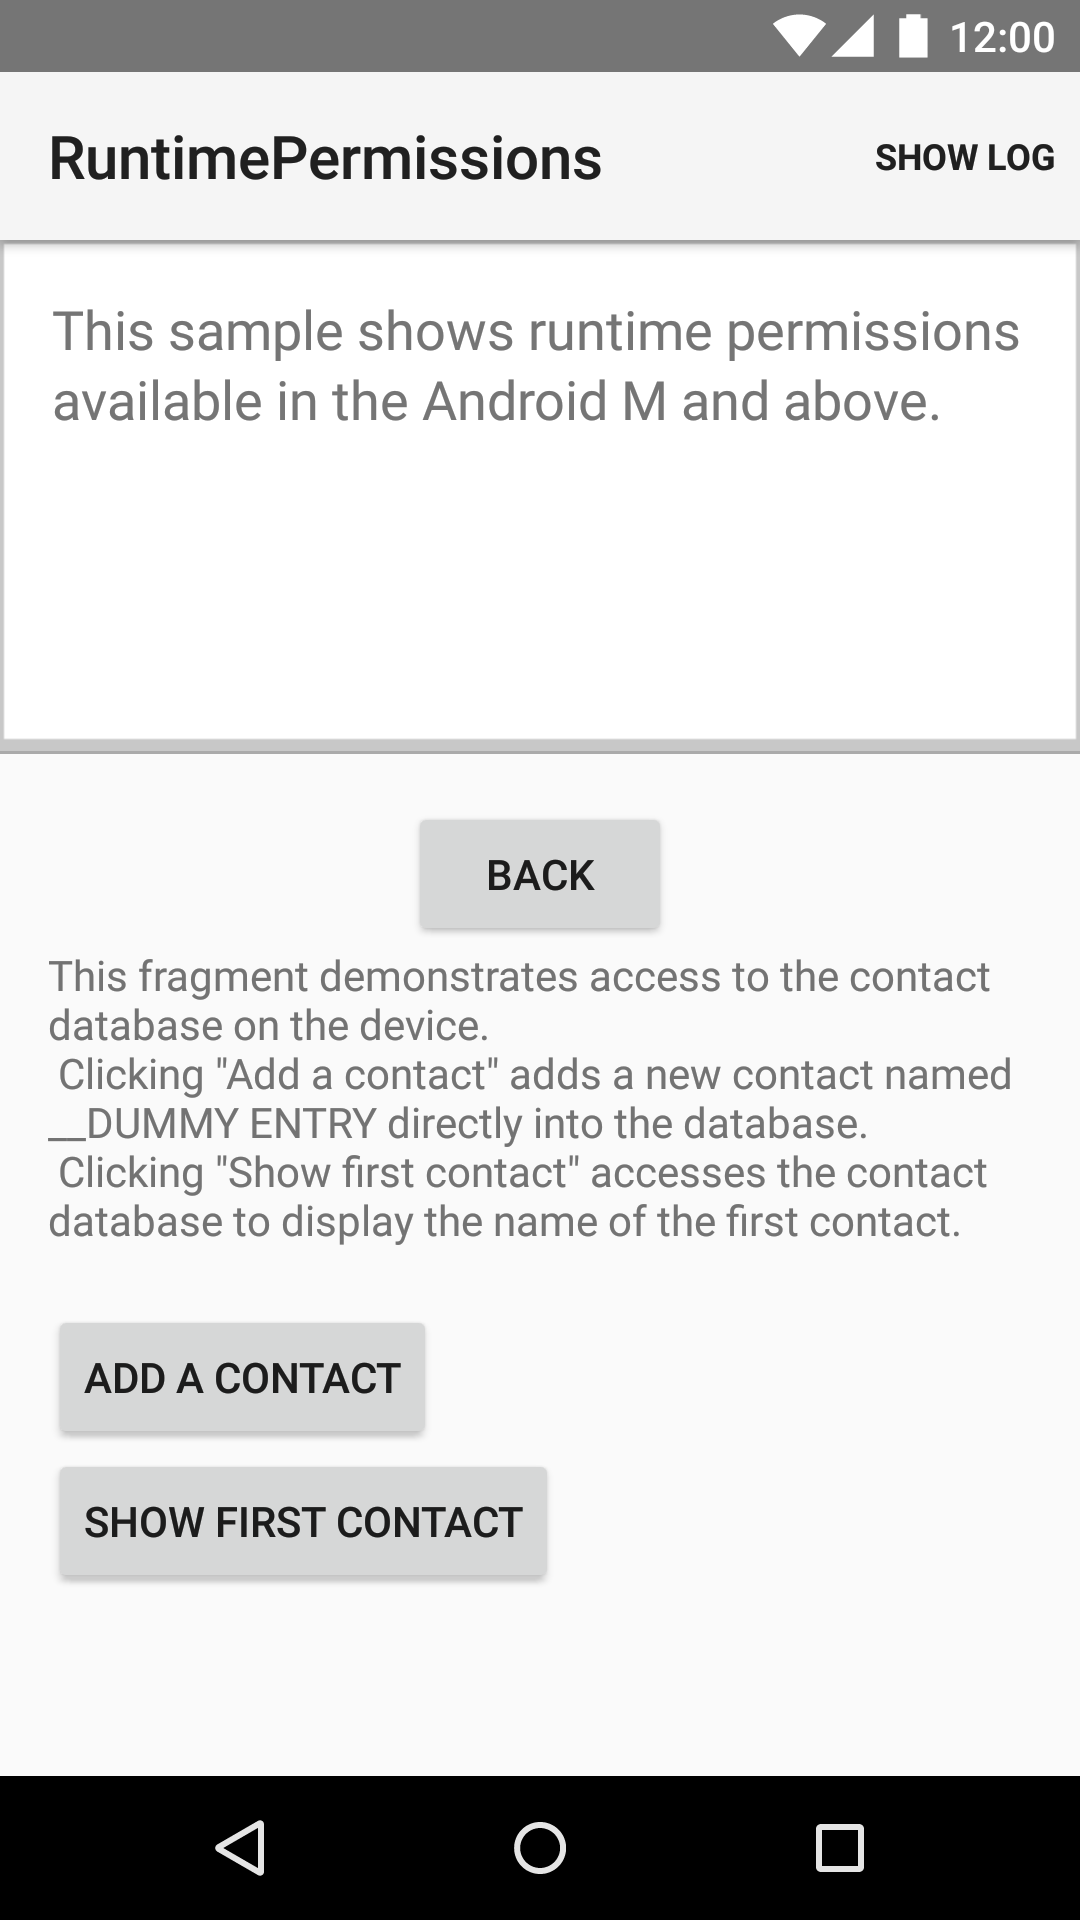 12:00
RuntimePermissions
SHOW LOG
This sample shows runtime permissions
available in the Android M and above.
BACK
This fragment demonstrates access to the contact
database on the device.
Clicking "Add a contact" adds a new contact named
__DUMMY ENTRY directly into the database.
Clicking "Show first contact" accesses the contact
database to display the name of the first contact.
ADD A CONTACT
SHOW FIRST CONTACT